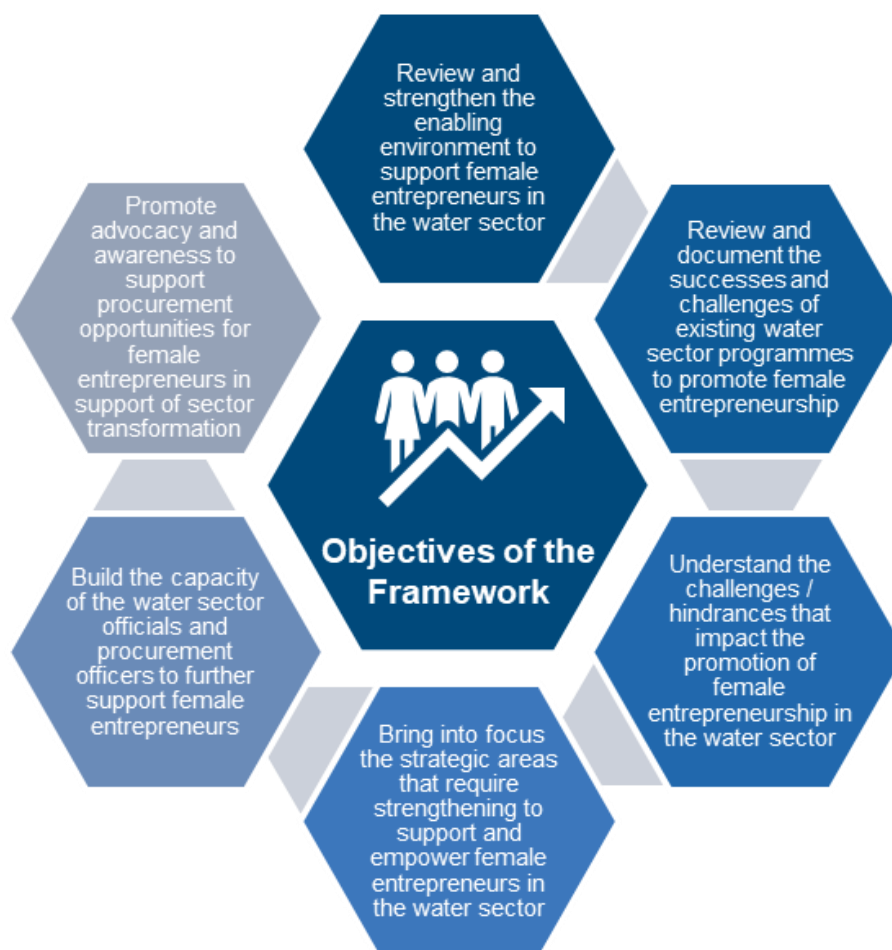 Review and
strengthen the
enabling
environment to
support female
entrepreneurs in
the water sector
Review and
document the
successes and
challenges of
existing water
sector programmes
to promote female
entrepreneurship
Understand the
challenges /
hindrances that
impact the
promotion of
female
entrepreneurship in
the water sector
Bring into focus
the strategic areas
that require
strengthening to
support and
empower female
entrepreneurs in
the water sector
Build the capacity
of the water sector
officials and
procurement
officers to further
support female
entrepreneurs
Promote
advocacy and
awareness to
support
procurement
opportunities for
female
entrepreneurs in
support of sector
transformation
Objectives of the
Framework